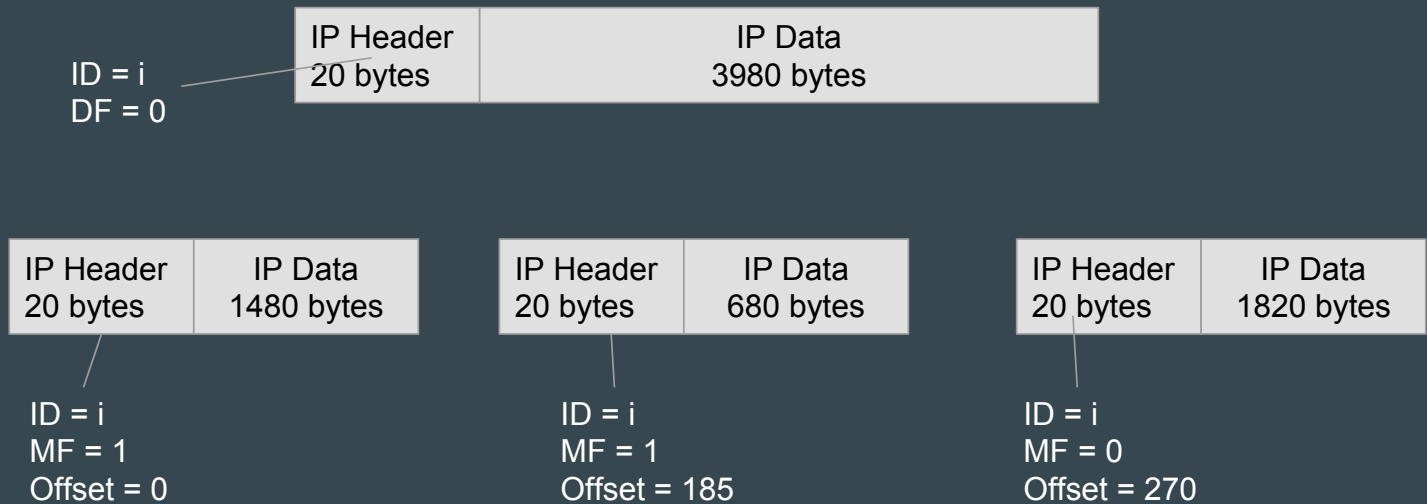 IP Header
20 bytes
IP Data
3980 bytes
ID = i
DF = 0
IP Header
20 bytes
IP Data
1480 bytes
IP Header
20 bytes
IP Data
680 bytes
IP Header
20 bytes
IP Data
1820 bytes
ID = i
MF = 1
Offset = 0
ID = i
MF = 1
Offset = 185
ID = i
MF = 0
Offset = 270